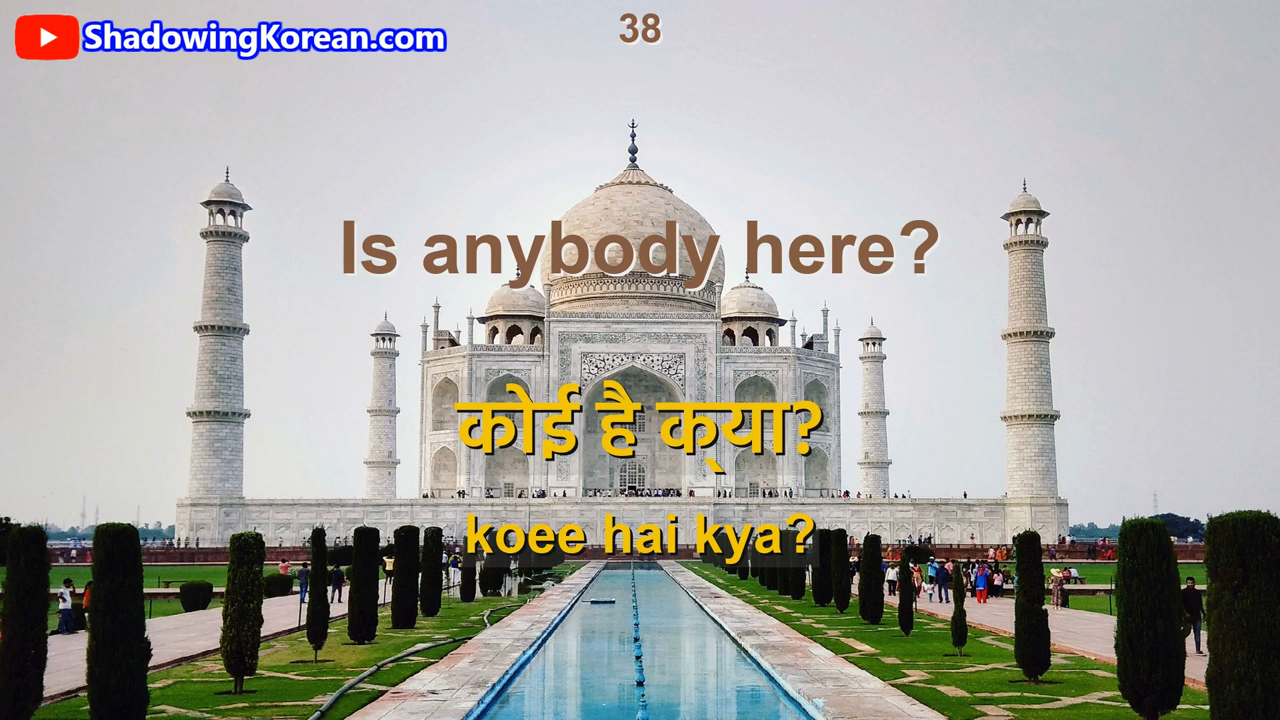 ShadowingKorean.com
38
Is anybody here?
कोई है क्या?
koee hai kya?